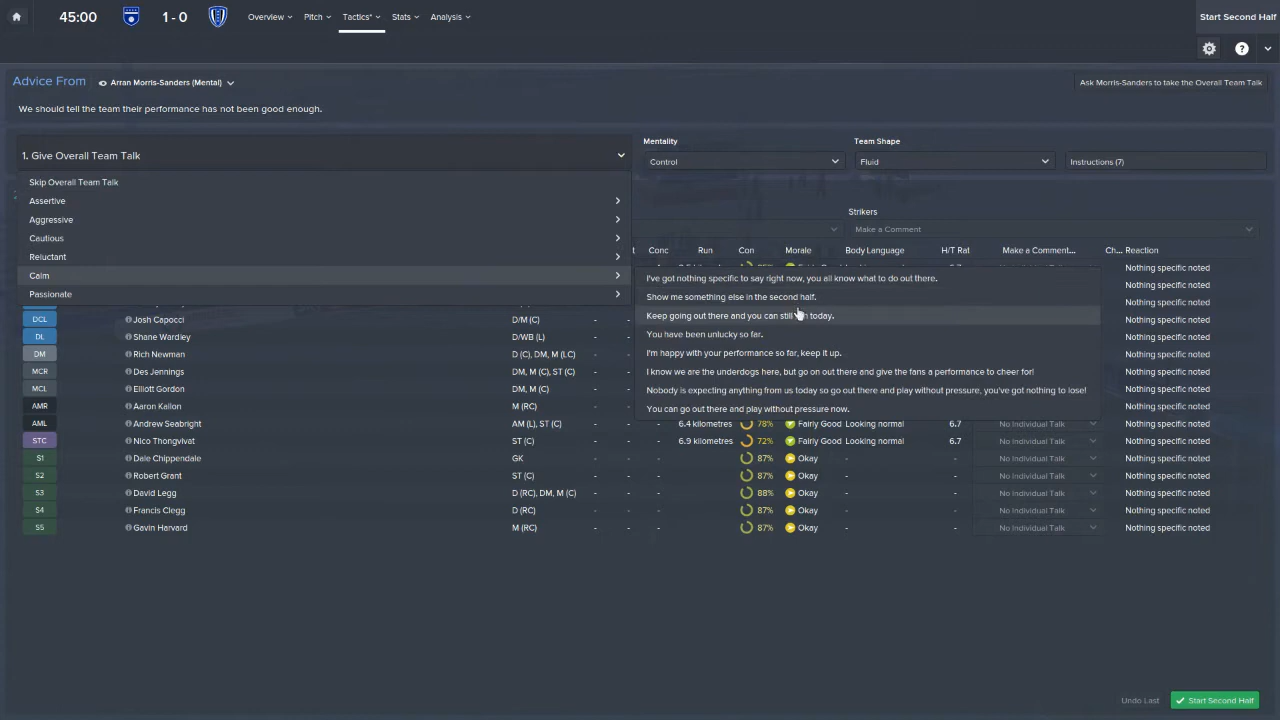 45:00 1 - 0 Overview Pitch Tactics* Stats Analysis Start Second Half
Advice From Arran Morris-Sanders (Mental) Ask Morris-Sanders to take the Overall Team Talk
We should tell the team their performance has not been good enough.
Mentality Team Shape
1. Give Overall Team Talk Control Fluid Instructions (7)
Skip Overall Team Talk
Assertive
Strikers
Aggressive
Make a Comment
Cautious
Conc Run Con Morale Body Language H/T Rat Make a Comment... Ch... Reaction
Reluctant
Nothing specific noted
Calm
I've got nothing specific to say right now, you all know what to do out there.
Nothing specific noted
Passionate
Show me something else in the second half.
Nothing specific noted
DCL Josh Capocci D/M (C) - - Keep going out there and you can still today. Nothing specific noted
DL Shane Wardley D/WB (L) - - You have been unlucky so far. Nothing specific noted
DM Rich Newman D (C), DM, M (LC) - - I'm happy with your performance so far, keep it up. Nothing specific noted
MCR Des Jennings DM, M (C), ST (C) - - I know we are the underdogs here, but go on out there and give the fans a performance to cheer for! Nothing specific noted
MCL Elliott Gordon M (C) - - Nobody is expecting anything from us today so go out there and play without pressure, you've got nothing to lose! Nothing specific noted
AMR Aaron Kallon M (RC) - - You can go out there and play without pressure now. Nothing specific noted
AML Andrew Seabright AM (L), ST (C) - - 6.4 kilometres 78% Fairly Good Looking normal 6.7 No Individual Talk Nothing specific noted
STC Nico Thongvivat ST (C) - - 6.9 kilometres 72% Fairly Good Looking normal 6.7 No Individual Talk Nothing specific noted
S1 Dale Chippendale GK - - 87% Okay - - No Individual Talk Nothing specific noted
S2 Robert Grant ST (C) - - 87% Okay - - No Individual Talk Nothing specific noted
S3 David Legg D (RC), DM, M (C) - - 88% Okay - - No Individual Talk Nothing specific noted
S4 Francis Clegg D (RC) - - 87% Okay - - No Individual Talk Nothing specific noted
S5 Gavin Harvard M (RC) - - 87% Okay - - No Individual Talk Nothing specific noted
Undo Last Start Second Half